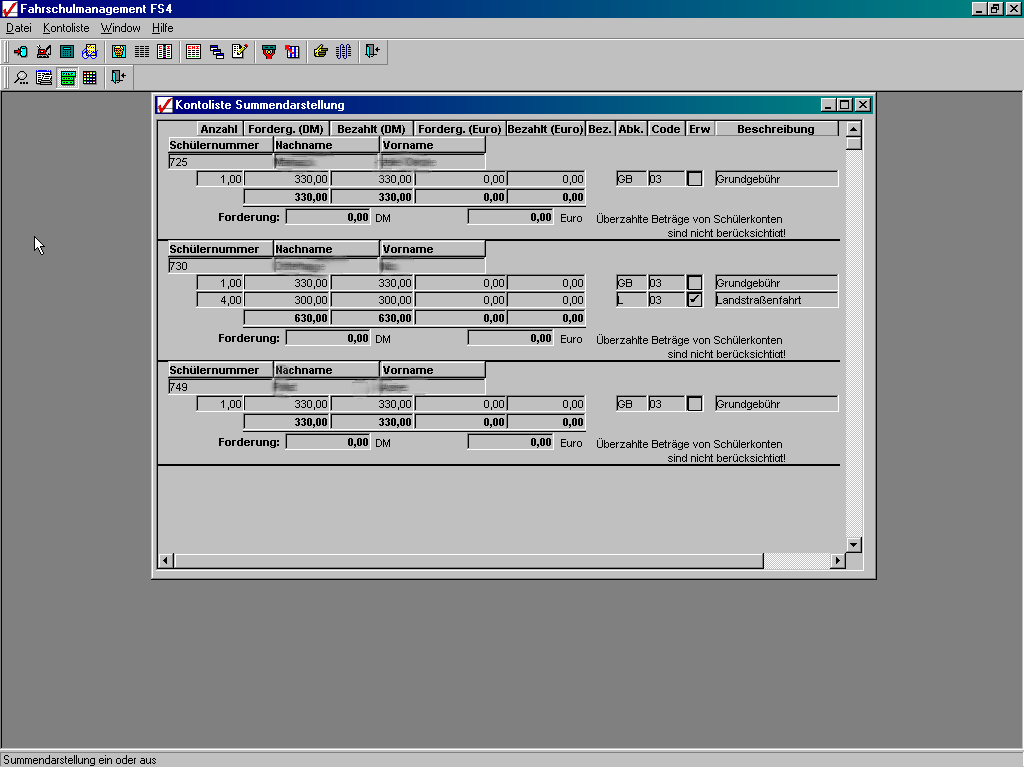 Fahrschulmanagement FS4
Datei Kontoliste Window Hilfe
Kontoliste Summendarstellung
Anzahl Forderg. (DM) Bezahlt (DM) Forderg. (Euro) Bezahlt (Euro) Bez. Abk. Code Erw Beschreibung
Schülernummer Nachname Vorname
725
1,00 330,00 330,00 0,00 0,00 GB 03 Grundgebühr
330,00 330,00 0,00 0,00
Forderung: 0,00 DM 0,00 Euro Überzahlte Beträge von Schülerkonten
sind nicht berücksichtigt!
Schülernummer Nachname Vorname
730
1,00 330,00 330,00 0,00 0,00 GB 03 Grundgebühr
4,00 300,00 300,00 0,00 0,00 L 03 Landstraßenfahrt
630,00 630,00 0,00 0,00
Forderung: 0,00 DM 0,00 Euro Überzahlte Beträge von Schülerkonten
sind nicht berücksichtigt!
Schülernummer Nachname Vorname
749
1,00 330,00 330,00 0,00 0,00 GB 03 Grundgebühr
330,00 330,00 0,00 0,00
Forderung: 0,00 DM 0,00 Euro Überzahlte Beträge von Schülerkonten
sind nicht berücksichtigt!
Summendarstellung ein oder aus